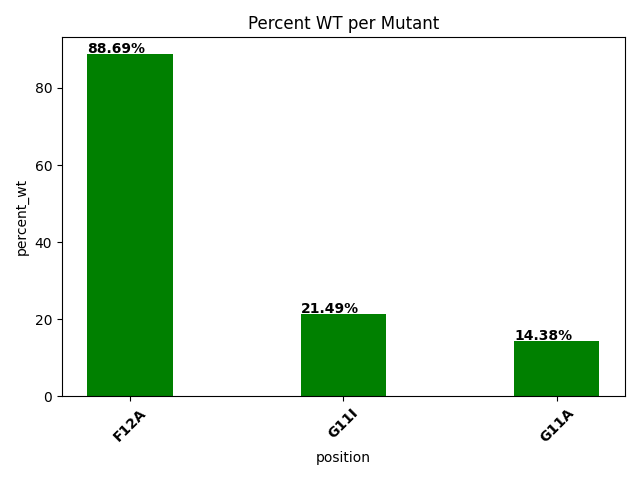 Percent WT per Mutant
88.69%
21.49%
14.38%
percent_wt
80
60
40
20
0
F12A
G11I
G11A
position